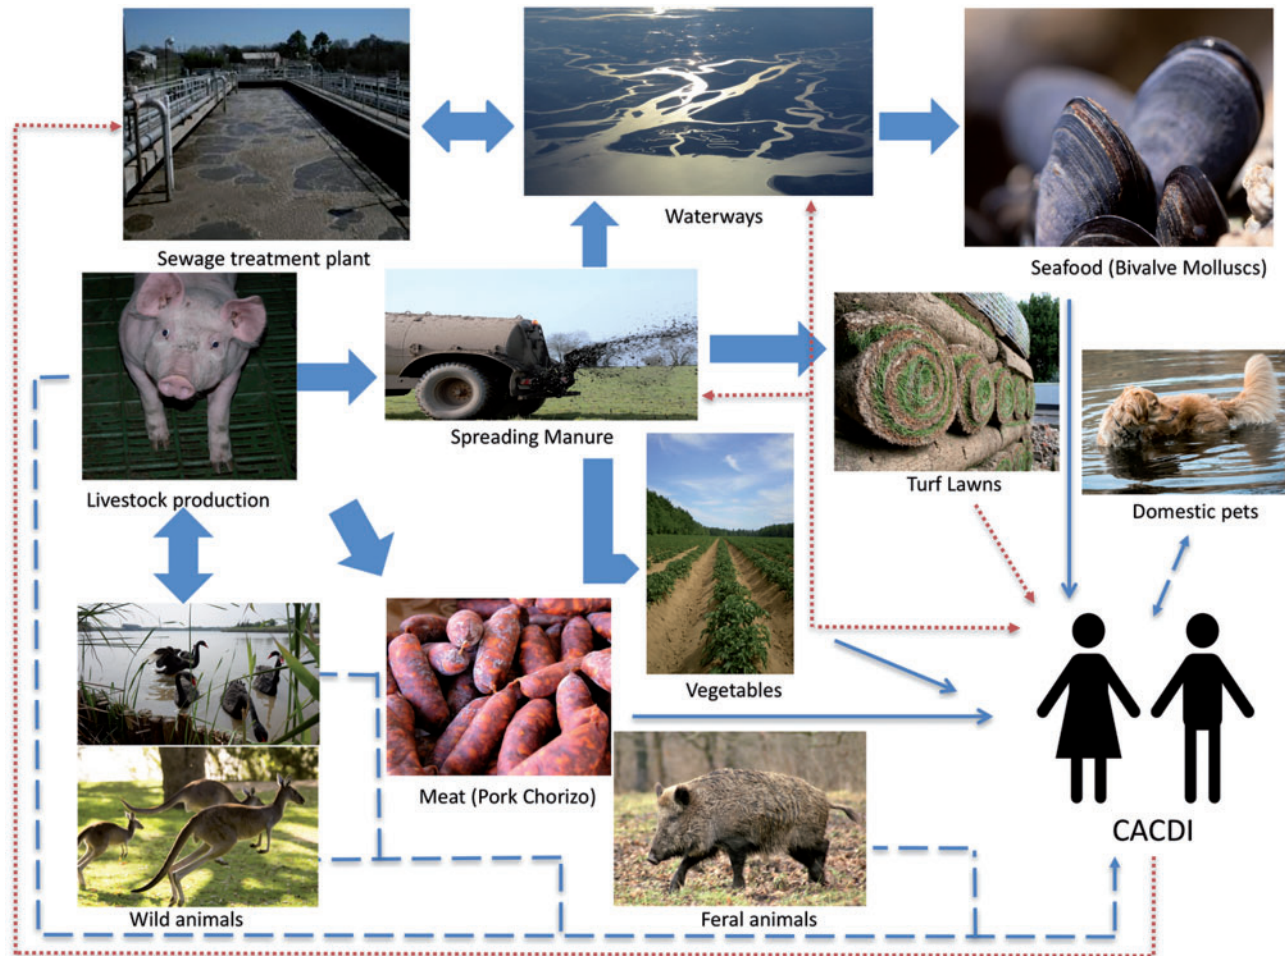 Waterways
Sewage treatment plant
Seafood (Bivalve Molluscs)
Spreading Manure
Livestock production
Turf Lawns
Domestic pets
Vegetables
Meat (Pork Chorizo)
CACDI
Wild animals
Feral animals